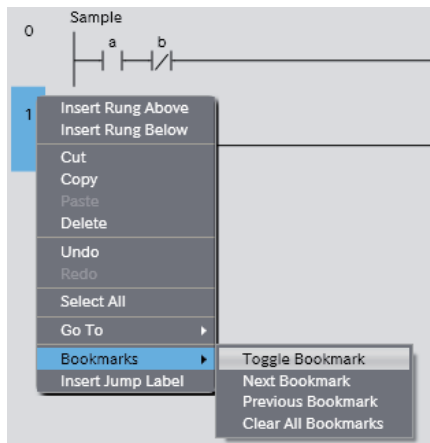 Sample
0
a b
1
Insert Rung Above
Insert Rung Below
Cut
Copy
Paste
Delete
Undo
Redo
Select All
Go To
Bookmarks
Insert Jump Label
Toggle Bookmark
Next Bookmark
Previous Bookmark
Clear All Bookmarks